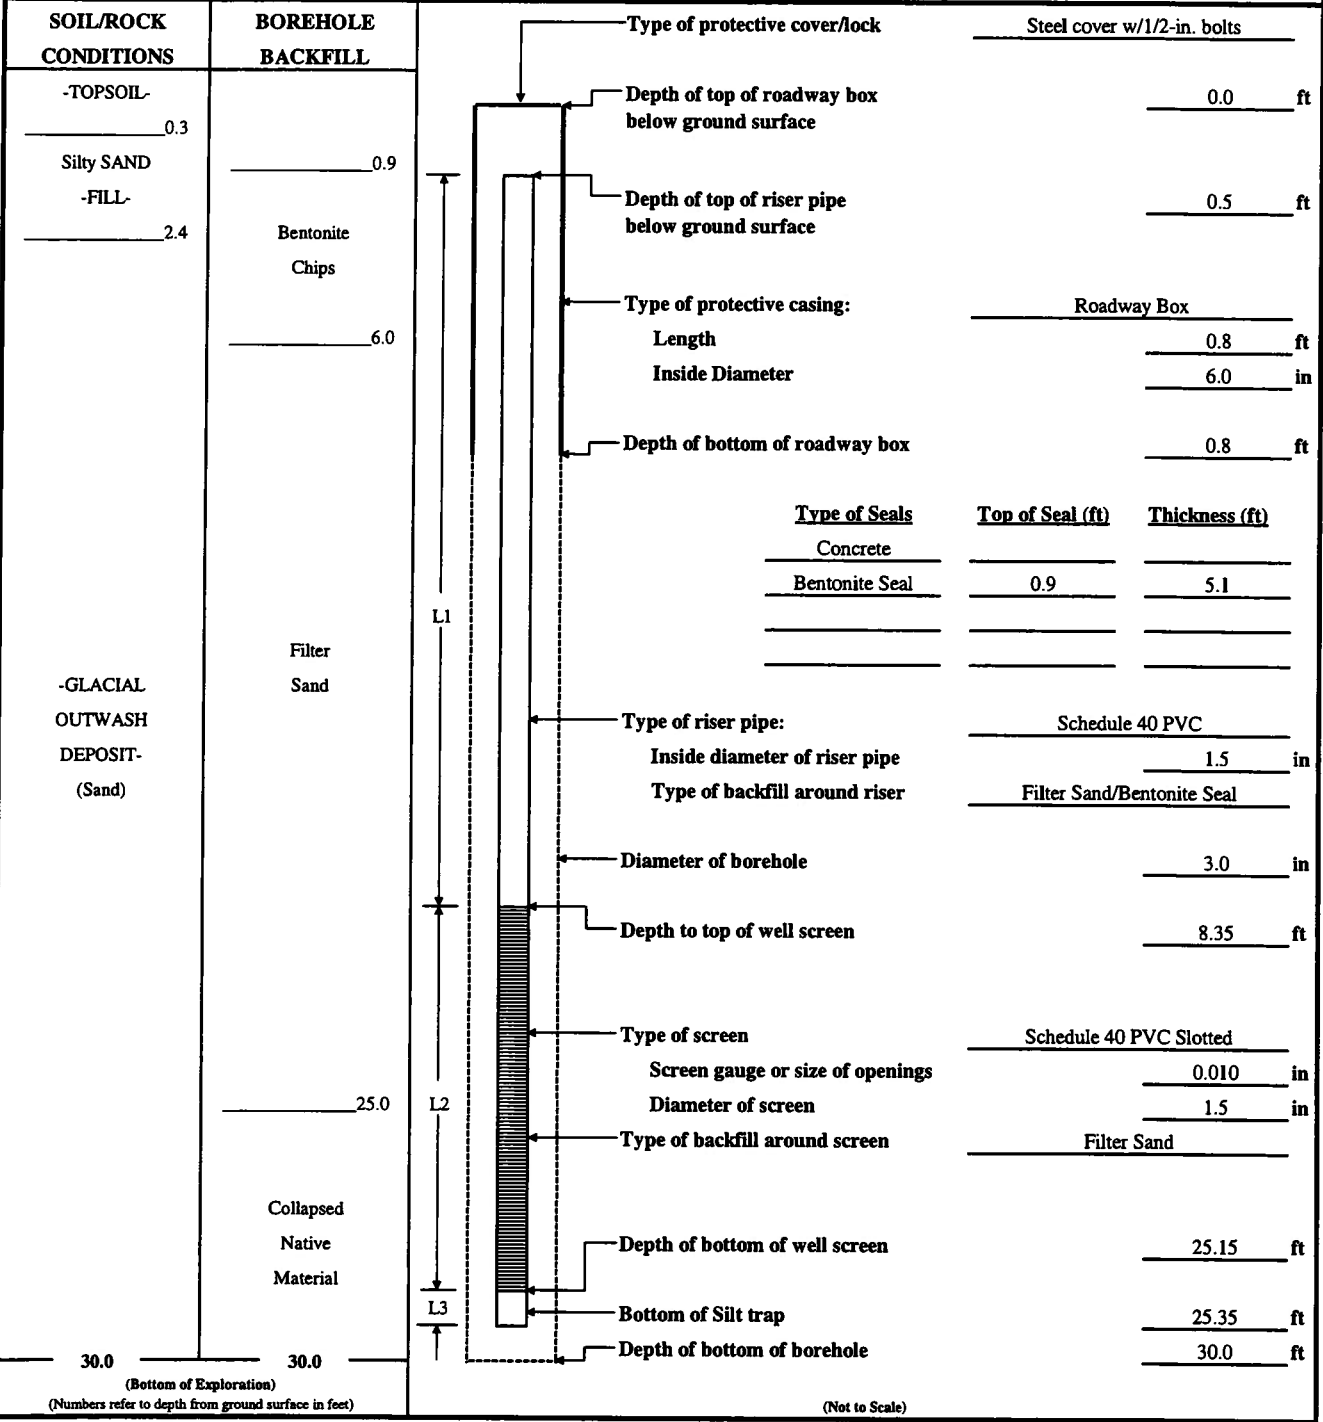 SOIL/ROCK
CONDITIONS
BOREHOLE
BACKFILL
-TOPSOIL-
0.3
Silty SAND
-FILL-
2.4
-GLACIAL
OUTWASH
DEPOSIT-
(Sand)
0.9
Bentonite
Chips
6.0
Filter
Sand
25.0
Collapsed
Native
Material
30.0
30.0
(Bottom of Exploration)
(Numbers refer to depth from ground surface in feet)
L1
L2
L3
Type of protective cover/lock Steel cover w/1/2-in. bolts
Depth of top of roadway box 0.0 ft
below ground surface
Depth of top of riser pipe 0.5 ft
below ground surface
Type of protective casing: Roadway Box
Length 0.8 ft
Inside Diameter 6.0 in
Depth of bottom of roadway box 0.8 ft
Type of Seals Top of Seal (ft) Thickness (ft)
Concrete
Bentonite Seal 0.9 5.1
Type of riser pipe: Schedule 40 PVC
Inside diameter of riser pipe 1.5 in
Type of backfill around riser Filter Sand/Bentonite Seal
Diameter of borehole 3.0 in
Depth to top of well screen 8.35 ft
Type of screen Schedule 40 PVC Slotted
Screen gauge or size of openings 0.010 in
Diameter of screen 1.5 in
Type of backfill around screen Filter Sand
Depth of bottom of well screen 25.15 ft
Bottom of Silt trap 25.35 ft
Depth of bottom of borehole 30.0 ft
(Not to Scale)